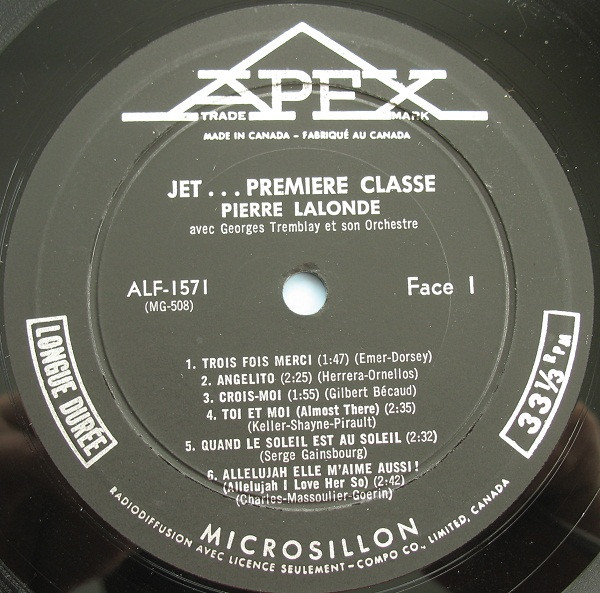 APEX
TRADE MARK
MADE IN CANADA – FABRIQUÉ AU CANADA
JET... PREMIERE CLASSE
PIERRE LALONDE
avec Georges Tremblay et son Orchestre
ALF-1571
(MG-508)
Face 1
1. TROIS FOIS MERCI (1:47) (Emer-Dorsey)
2. ANGELITO (2:25) (Herrera-Ornellos)
3. CROIS-MOI (1:55) (Gilbert Bécaud)
4. TOI ET MOI (Almost There) (2:35)
(Keller-Shayne-Pirault)
5. QUAND LE SOLEIL EST AU SOLEIL (2:32)
(Serge Gainsbourg)
6. ALLELUJAH ELLE M'AIME AUSSI!
(Allelujah I Love Her So) (2:42)
(Charles-Massoulier-Goerin)
LONGUE DURÉE
33⅓ R.P.M.
MICROSILLON
RADIODIFFUSION AVEC LICENCE SEULEMENT – COMPO CO., LIMITED, CANADA